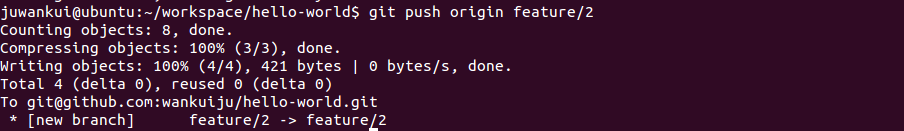 juwankui@ubuntu:~/workspace/hello-world$ git push origin feature/2
Counting objects: 8, done.
Compressing objects: 100% (3/3), done.
Writing objects: 100% (4/4), 421 bytes | 0 bytes/s, done.
Total 4 (delta 0), reused 0 (delta 0)
To git@github.com:wankuiju/hello-world.git
 * [new branch]      feature/2 -> feature/2